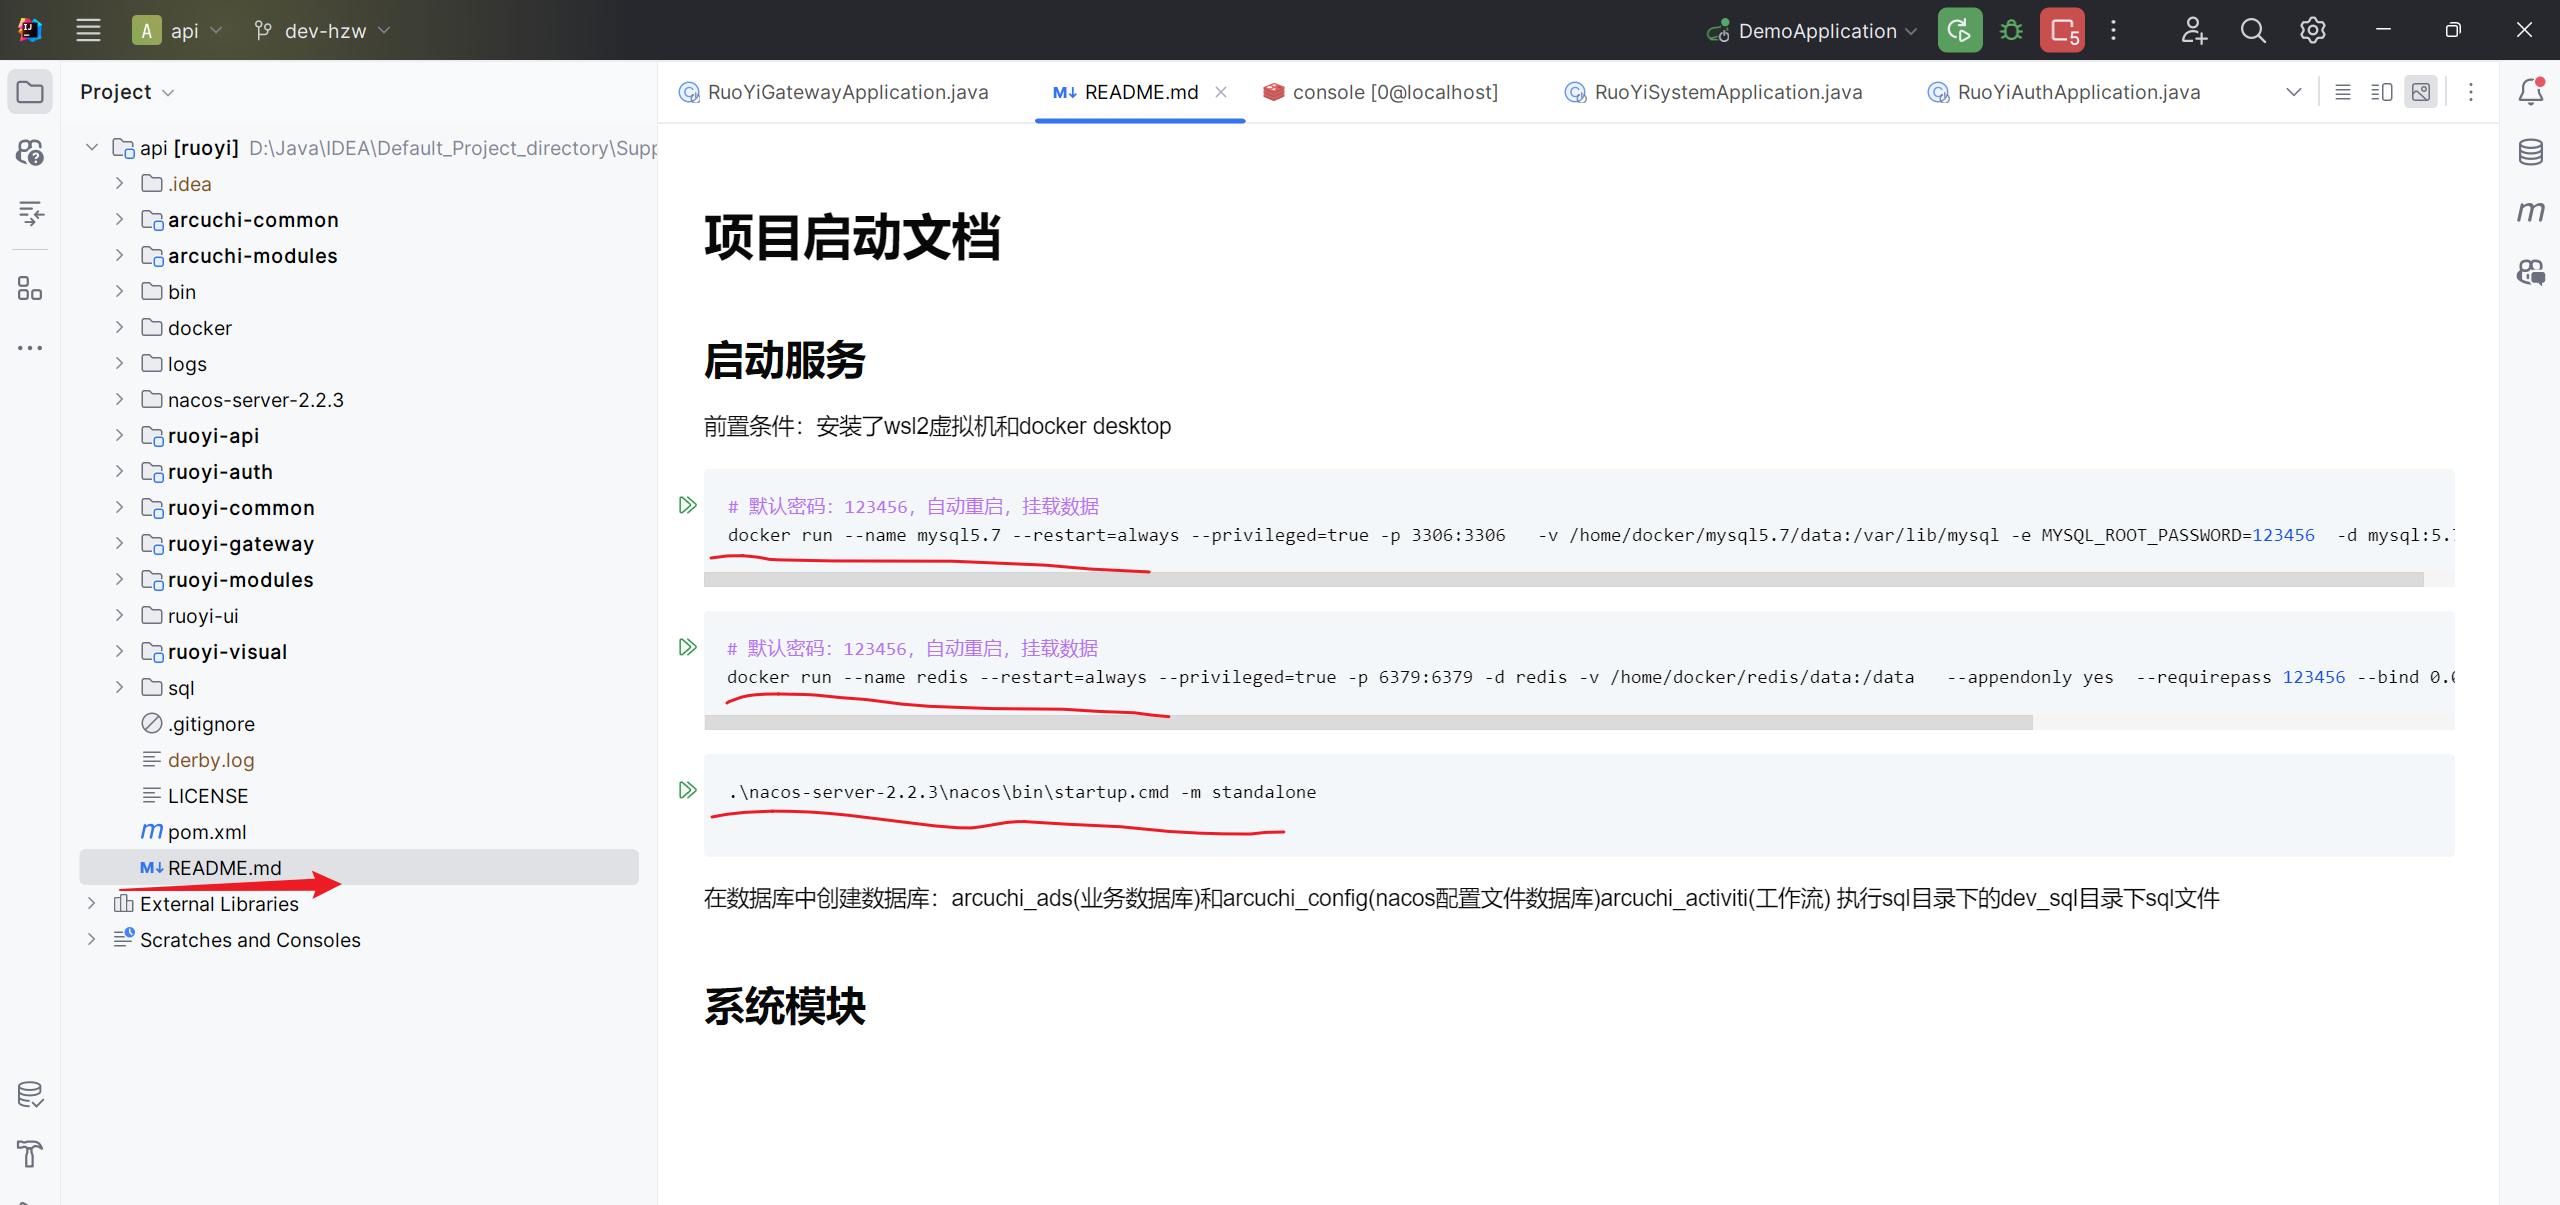 A api dev-hzw DemoApplication 5
Project
RuoYiGatewayApplication.java README.md console [0@localhost] RuoYiSystemApplication.java RuoYiAuthApplication.java
api [ruoyi] D:\Java\IDEA\Default_Project_directory\Supp
.idea
arcuchi-common
arcuchi-modules
bin
docker
logs
nacos-server-2.2.3
ruoyi-api
ruoyi-auth
ruoyi-common
ruoyi-gateway
ruoyi-modules
ruoyi-ui
ruoyi-visual
sql
.gitignore
derby.log
LICENSE
pom.xml
README.md
External Libraries
Scratches and Consoles
项目启动文档
启动服务
前置条件：安装了wsl2虚拟机和docker desktop
# 默认密码：123456，自动重启，挂载数据
docker run --name mysql5.7 --restart=always --privileged=true -p 3306:3306 -v /home/docker/mysql5.7/data:/var/lib/mysql -e MYSQL_ROOT_PASSWORD=123456 -d mysql:5.
# 默认密码：123456，自动重启，挂载数据
docker run --name redis --restart=always --privileged=true -p 6379:6379 -d redis -v /home/docker/redis/data:/data --appendonly yes --requirepass 123456 --bind 0.
.\nacos-server-2.2.3\nacos\bin\startup.cmd -m standalone
在数据库中创建数据库：arcuchi_ads(业务数据库)和arcuchi_config(nacos配置文件数据库)arcuchi_activiti(工作流) 执行sql目录下的dev_sql目录下sql文件
系统模块